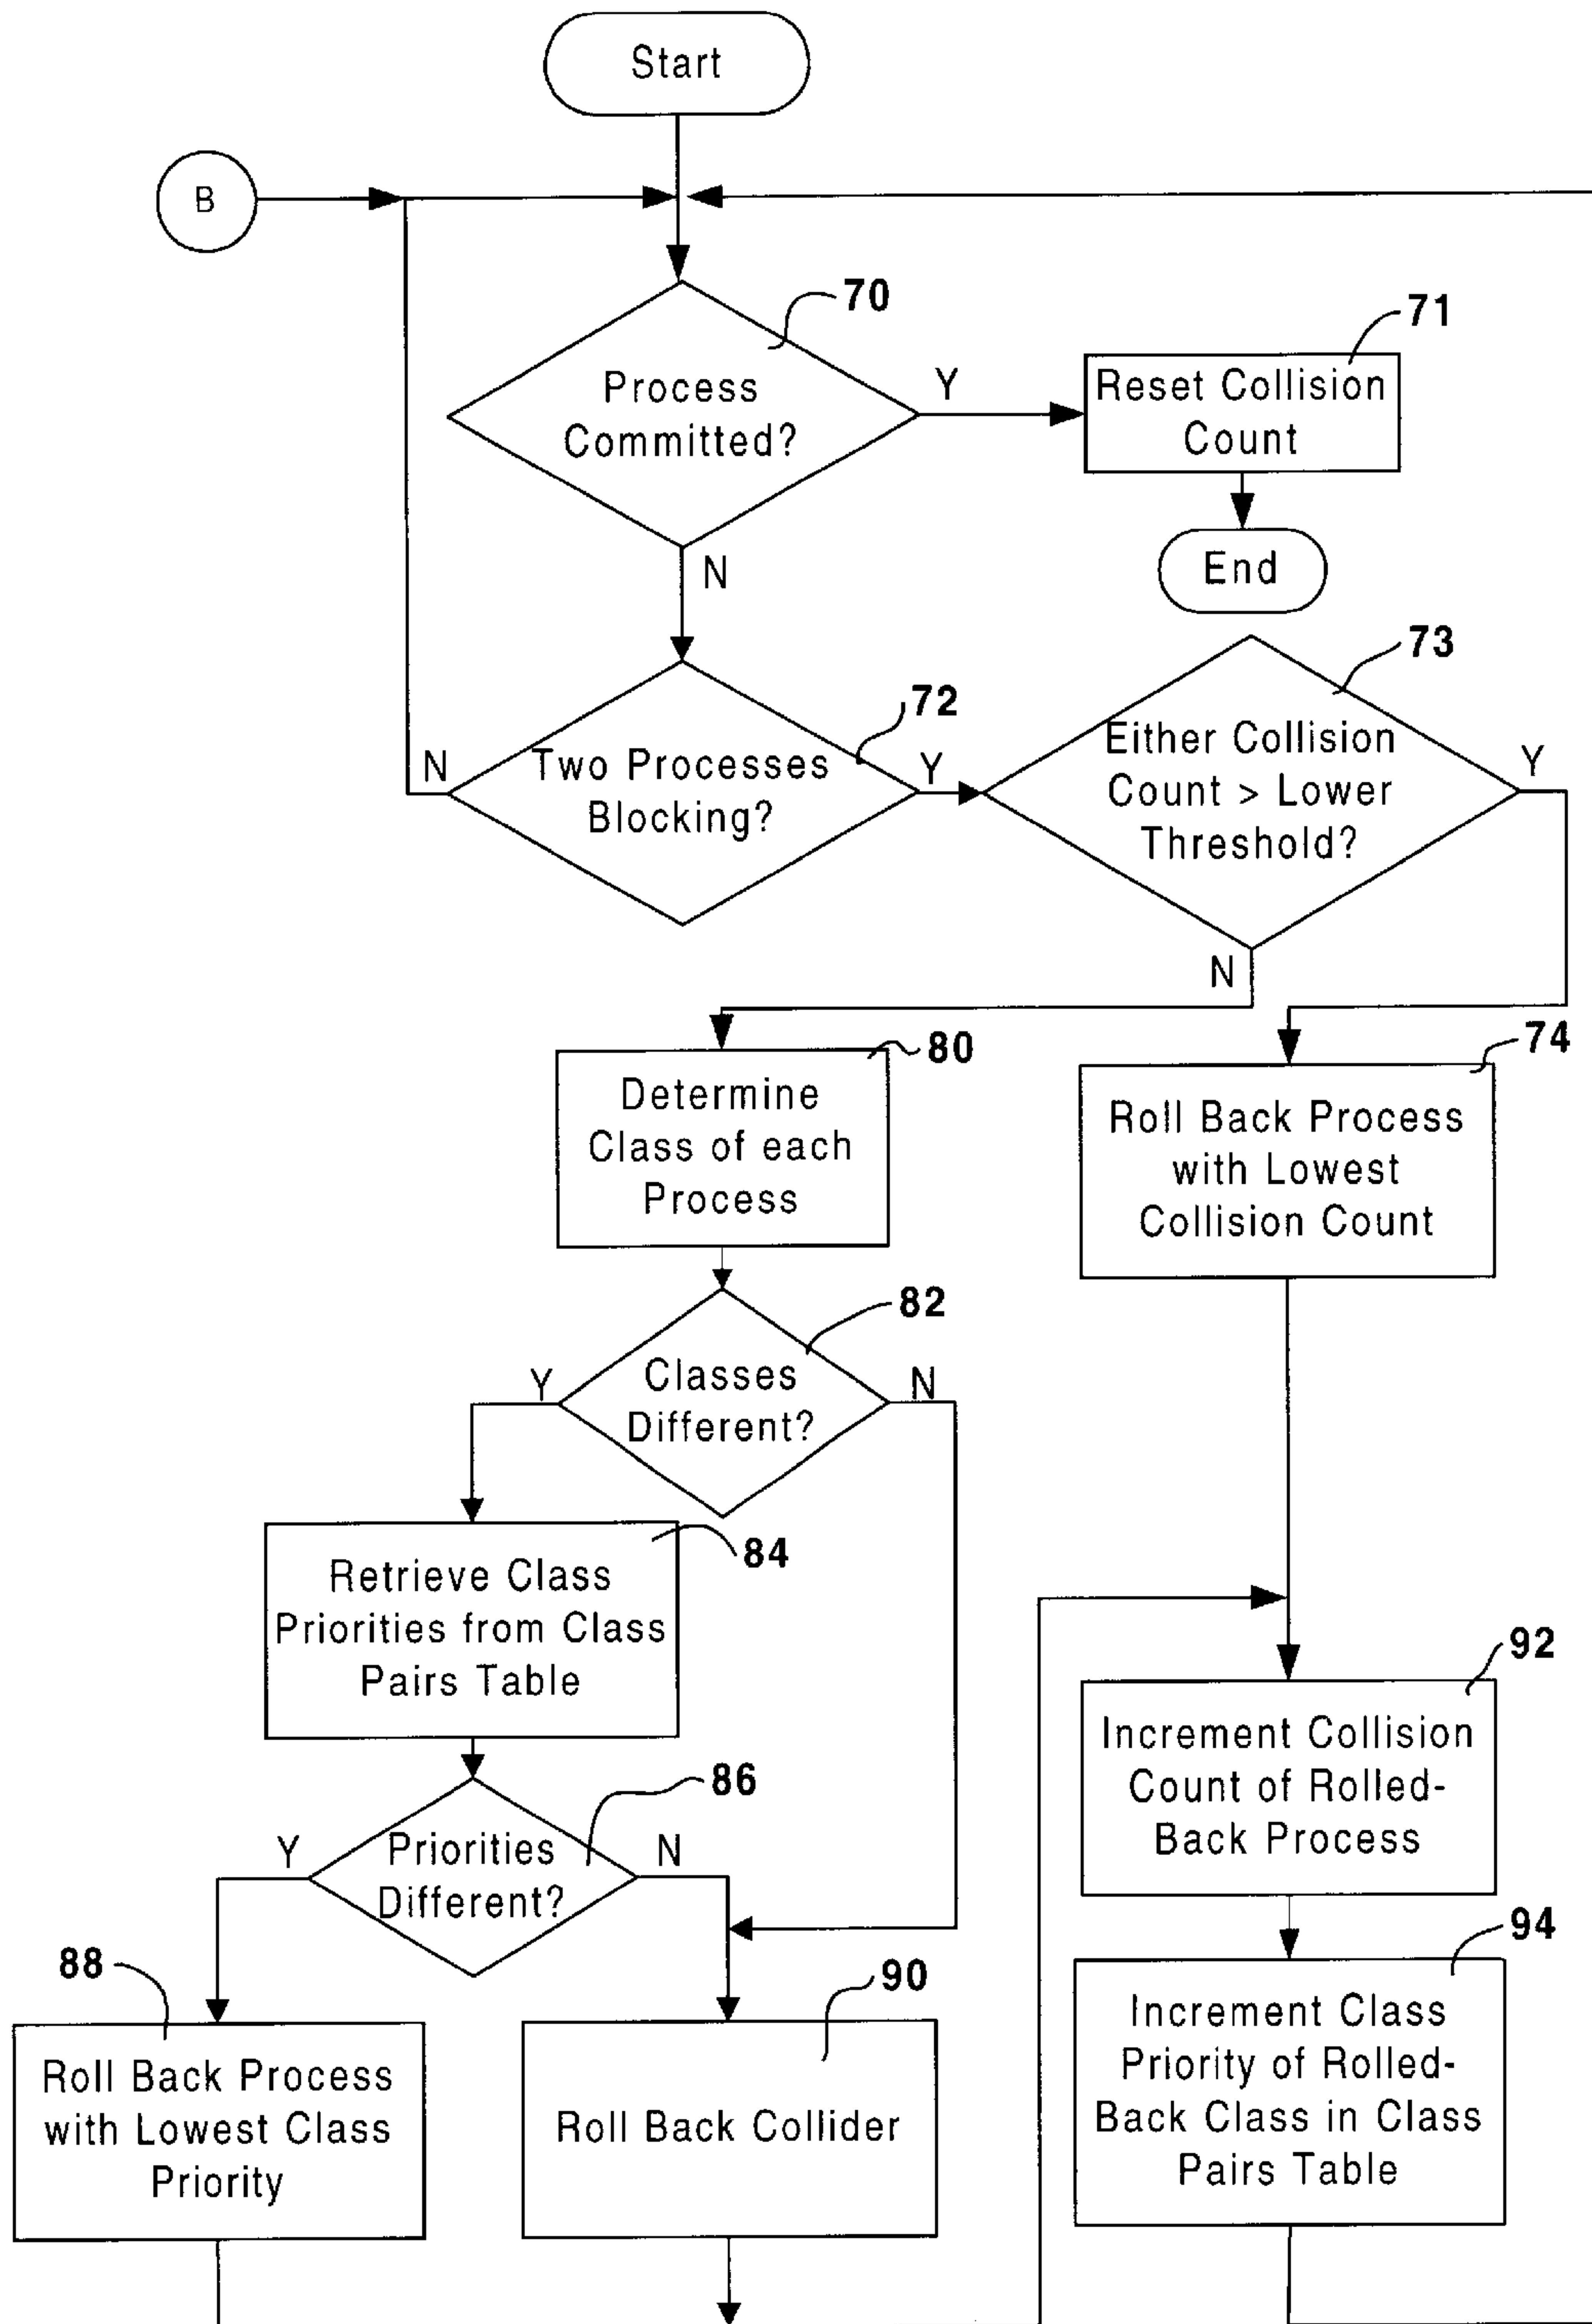 Start
B
70
Process
Committed?
Y
71
Reset Collision
Count
N
End
72
Two Processes
Blocking?
N
Y
73
Either Collision
Count > Lower
Threshold?
Y
N
80
Determine
Class of each
Process
74
Roll Back Process
with Lowest
Collision Count
82
Classes
Different?
Y
N
84
Retrieve Class
Priorities from Class
Pairs Table
86
Priorities
Different?
Y
N
92
Increment Collision
Count of Rolled-
Back Process
88
Roll Back Process
with Lowest Class
Priority
90
Roll Back Collider
94
Increment Class
Priority of Rolled-
Back Class in Class
Pairs Table